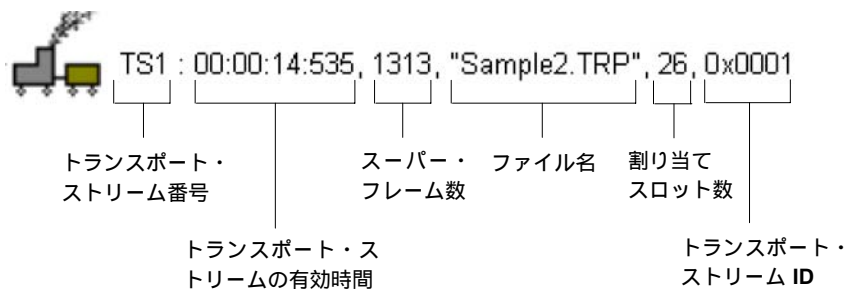 TS1 : 00:00:14:535, 1313, "Sample2.TRP", 26, 0x0001
トランスポート・
ストリーム番号
スーパー・
フレーム数
ファイル名
割り当て
スロット数
トランスポート・ス
トリームの有効時間
トランスポート・
ストリーム ID